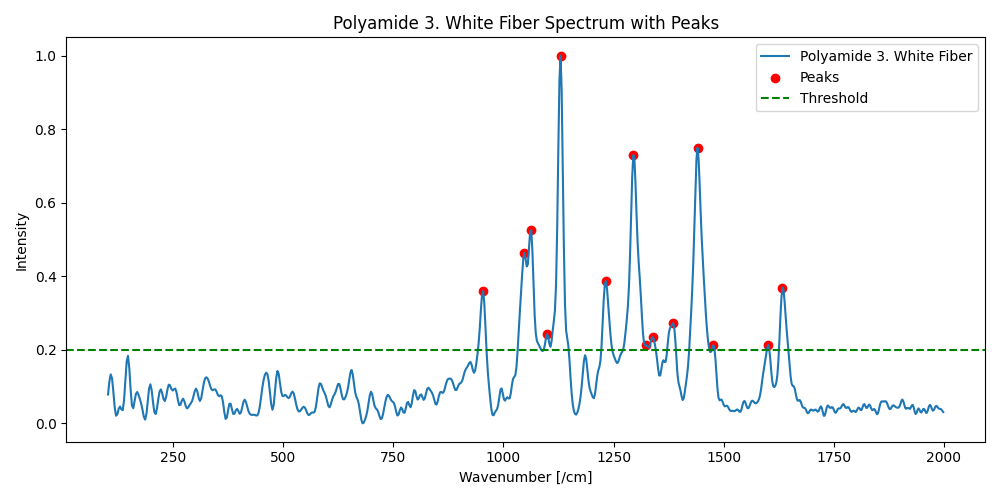 Polyamide 3. White Fiber Spectrum with Peaks
Polyamide 3. White Fiber
Peaks
Threshold
Intensity
1.0
0.8
0.6
0.4
0.2
0.0
250 500 750 1000 1250 1500 1750 2000
Wavenumber [/cm]